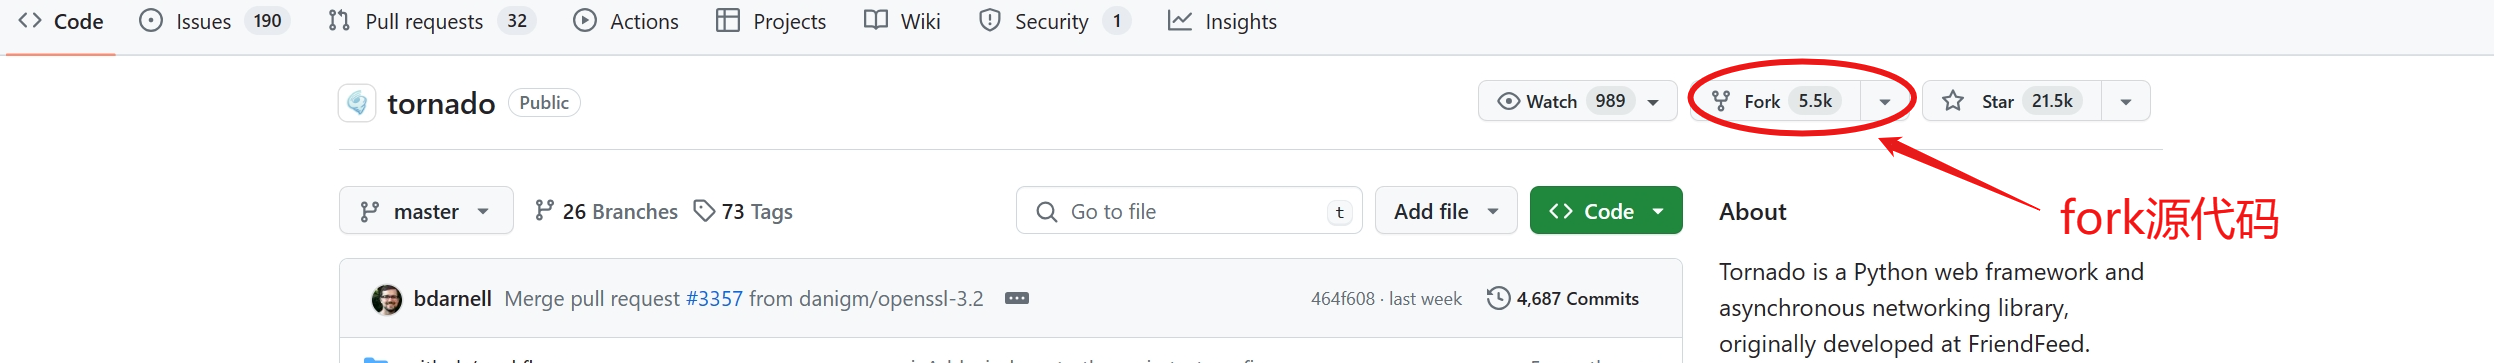 Code Issues 190 Pull requests 32 Actions Projects Wiki Security 1 Insights
tornado Public Watch 989 Fork 5.5k Star 21.5k
master 26 Branches 73 Tags Go to file t Add file Code About
fork源代码
Tornado is a Python web framework and
asynchronous networking library,
originally developed at FriendFeed.
bdarnell Merge pull request #3357 from danigm/openssl-3.2 464f608 · last week 4,687 Commits